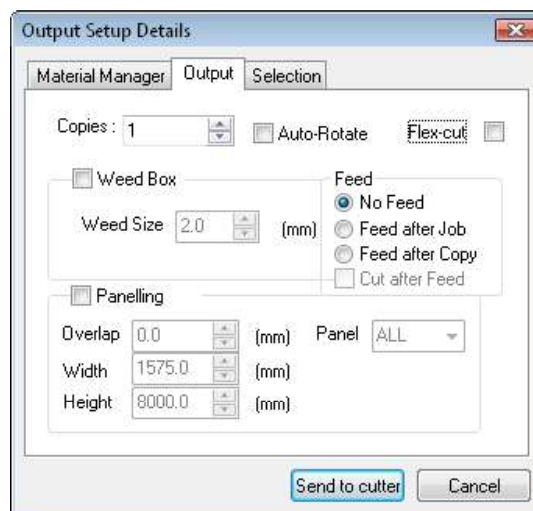 Output Setup Details
Material Manager Output Selection
Copies : 1 Auto-Rotate Flex-cut
Weed Box
Weed Size 2.0 (mm)
Feed
No Feed
Feed after Job
Feed after Copy
Cut after Feed
Panelling
Overlap 0.0 (mm) Panel ALL
Width 1575.0 (mm)
Height 8000.0 (mm)
Send to cutter Cancel